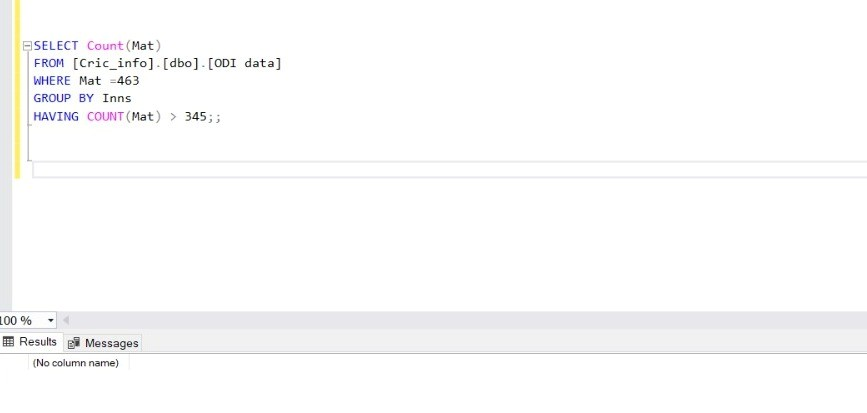 SELECT Count(Mat)
FROM [Cric_info].[dbo].[ODI data]
WHERE Mat =463
GROUP BY Inns
HAVING COUNT(Mat) > 345;;
100 %
Results Messages
(No column name)